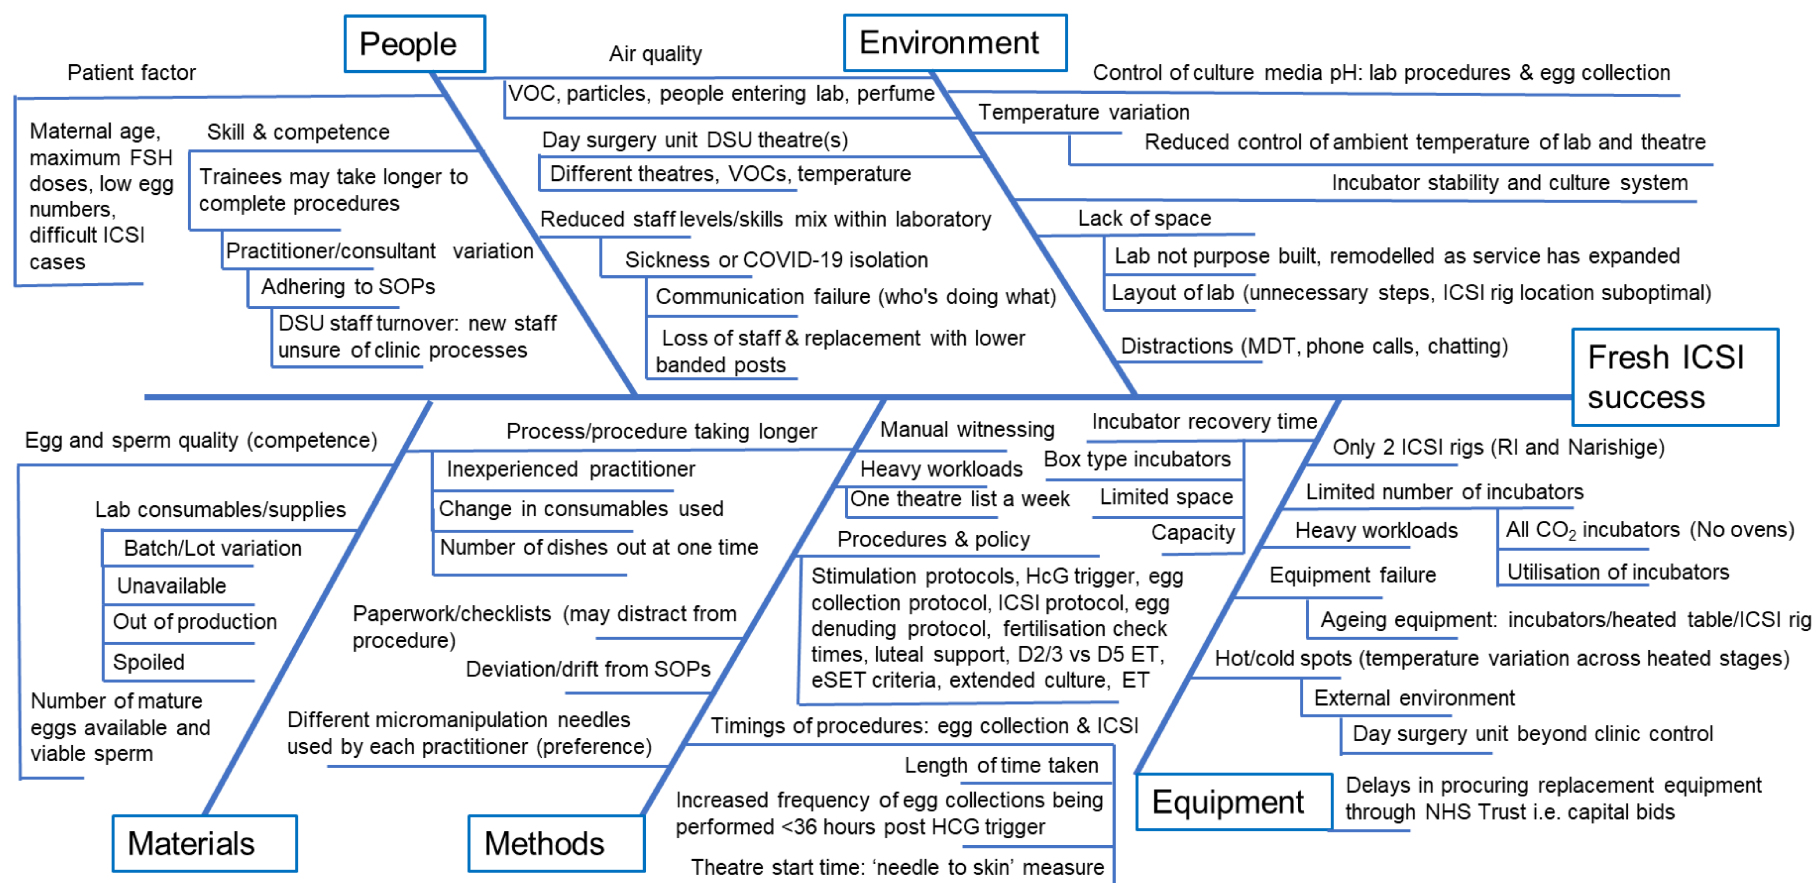 People
Patient factor
Maternal age,
maximum FSH
doses, low egg
numbers,
difficult ICSI
cases
Skill & competence
Trainees may take longer to
complete procedures
Practitioner/consultant variation
Adhering to SOPs
DSU staff turnover: new staff
unsure of clinic processes
Environment
Air quality
VOC, particles, people entering lab, perfume
Day surgery unit DSU theatre(s)
Different theatres, VOCs, temperature
Reduced staff levels/skills mix within laboratory
Sickness or COVID-19 isolation
Communication failure (who's doing what)
Loss of staff & replacement with lower
banded posts
Control of culture media pH: lab procedures & egg collection
Temperature variation
Reduced control of ambient temperature of lab and theatre
Incubator stability and culture system
Lack of space
Lab not purpose built, remodelled as service has expanded
Layout of lab (unnecessary steps, ICSI rig location suboptimal)
Distractions (MDT, phone calls, chatting)
Fresh ICSI
success
Egg and sperm quality (competence)
Lab consumables/supplies
Batch/Lot variation
Unavailable
Out of production
Spoiled
Number of mature
eggs available and
viable sperm
Materials
Process/procedure taking longer
Inexperienced practitioner
Change in consumables used
Number of dishes out at one time
Paperwork/checklists (may distract from
procedure)
Deviation/drift from SOPs
Different micromanipulation needles
used by each practitioner (preference)
Methods
Manual witnessing
Heavy workloads
One theatre list a week
Procedures & policy
Stimulation protocols, HcG trigger, egg
collection protocol, ICSI protocol, egg
denuding protocol, fertilisation check
times, luteal support, D2/3 vs D5 ET,
eSET criteria, extended culture, ET
Timings of procedures: egg collection & ICSI
Length of time taken
Increased frequency of egg collections being
performed <36 hours post HCG trigger
Theatre start time: ‘needle to skin’ measure
Incubator recovery time
Box type incubators
Limited space
Capacity
Only 2 ICSI rigs (RI and Narishige)
Limited number of incubators
Heavy workloads
All CO₂ incubators (No ovens)
Utilisation of incubators
Equipment failure
Ageing equipment: incubators/heated table/ICSI rig
Hot/cold spots (temperature variation across heated stages)
External environment
Day surgery unit beyond clinic control
Equipment
Delays in procuring replacement equipment
through NHS Trust i.e. capital bids